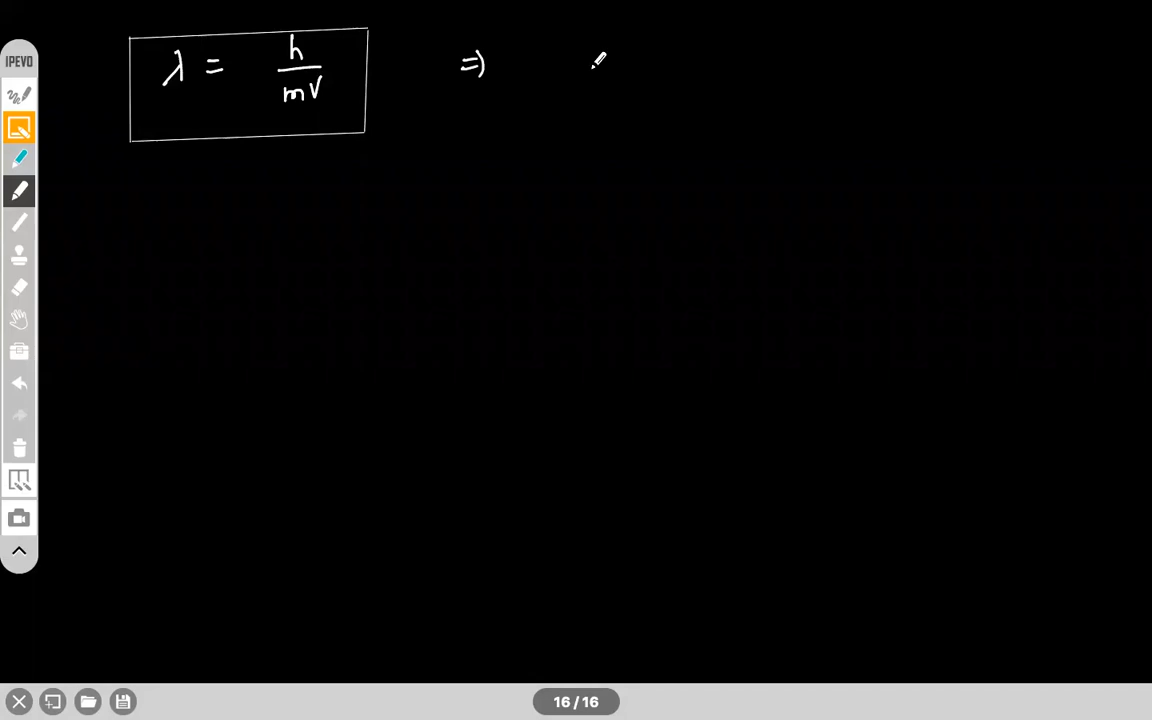 IPEVO
λ = h/mV ⇒
16 / 16